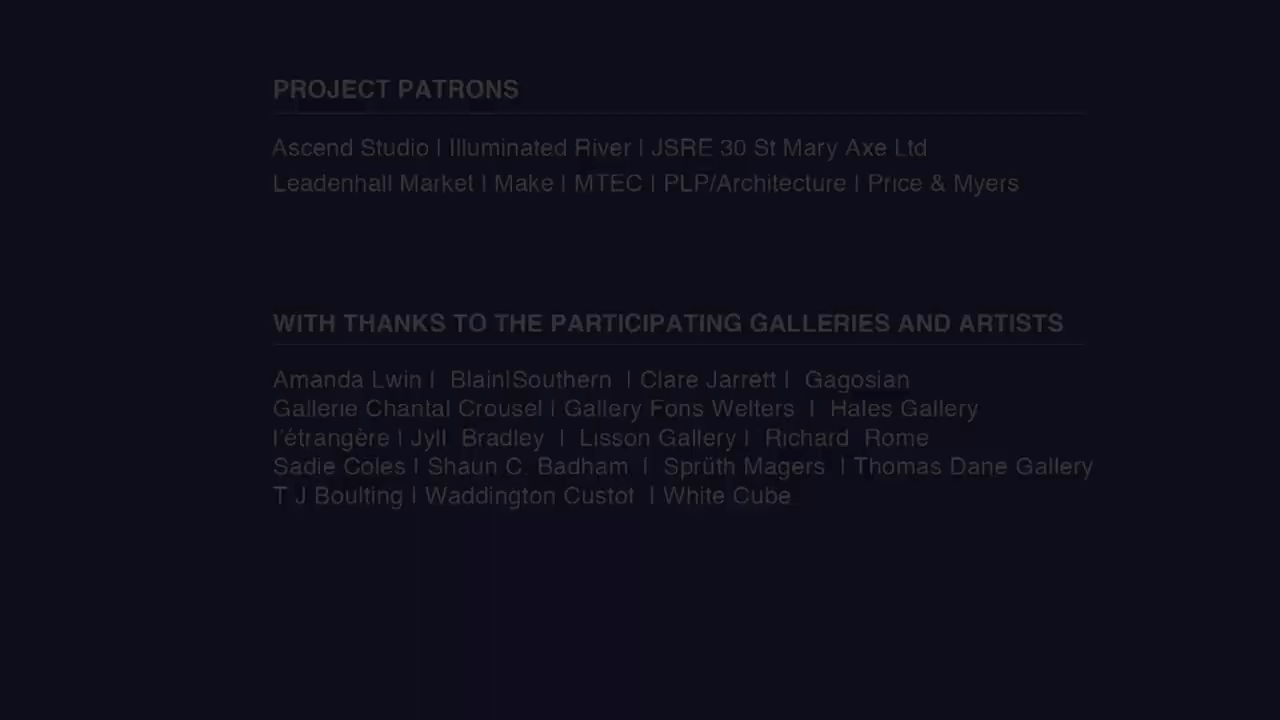 PROJECT PATRONS
Ascend Studio | Illuminated River | JSRE 30 St Mary Axe Ltd
Leadenhall Market | Make | MTEC | PLP/Architecture | Price & Myers
WITH THANKS TO THE PARTICIPATING GALLERIES AND ARTISTS
Amanda Lwin | Blain|Southern | Clare Jarrett | Gagosian
Gallerie Chantal Crousel | Gallery Fons Welters | Hales Gallery
l'étrangère | Jyll Bradley | Lisson Gallery | Richard Rome
Sadie Coles | Shaun C. Badham | Sprüth Magers | Thomas Dane Gallery
T J Boulting | Waddington Custot | White Cube